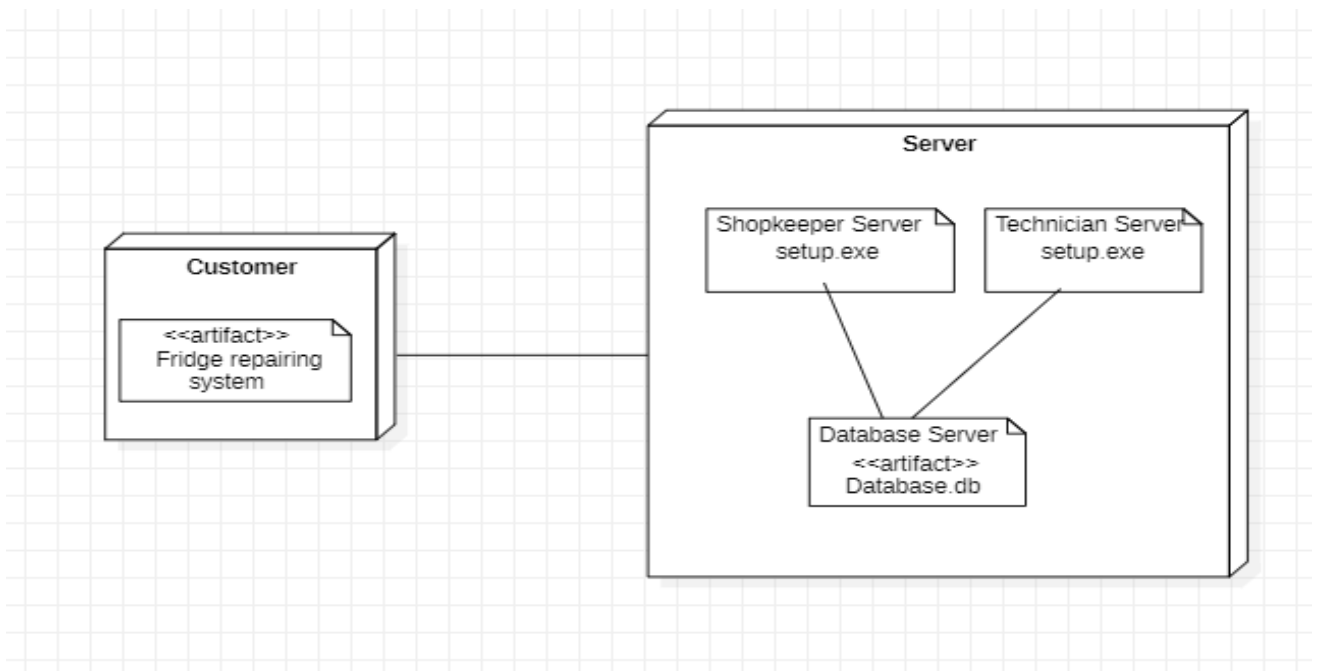 Server
Shopkeeper Server
setup.exe
Technician Server
setup.exe
Customer
<<artifact>>
Fridge repairing
system
Database Server
<<artifact>>
Database.db